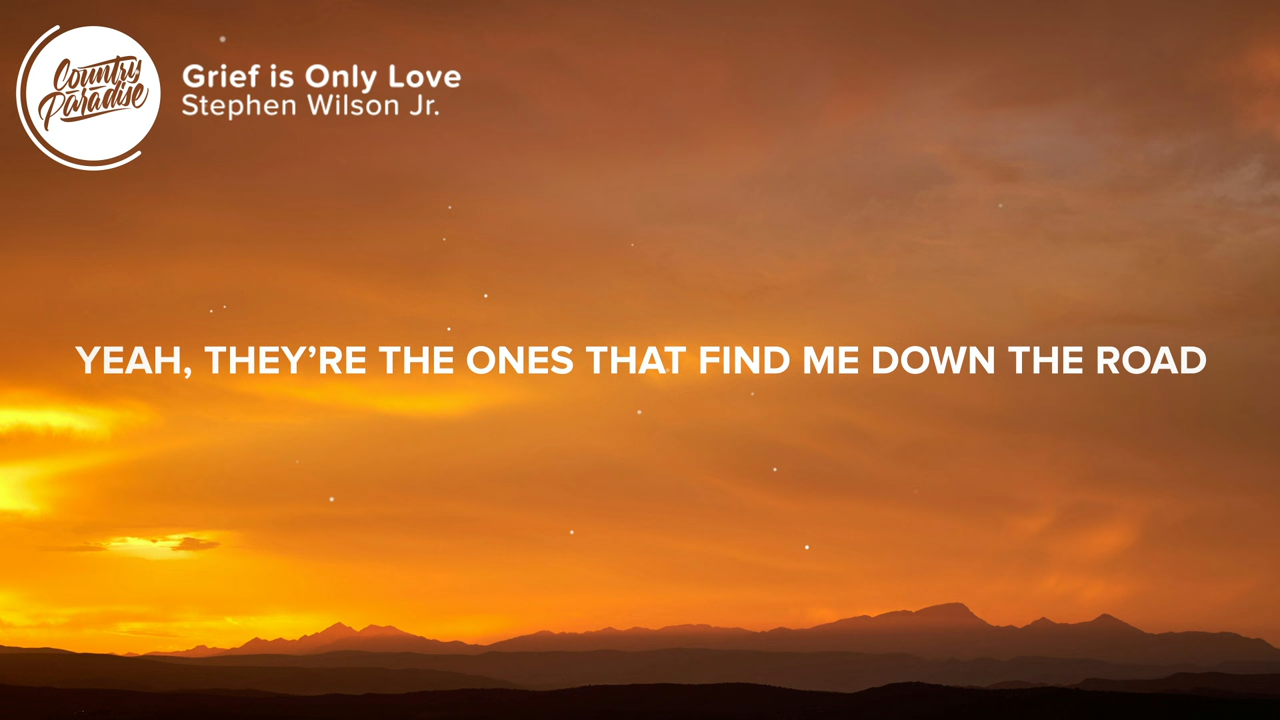 Country
Paradise
Grief is Only Love
Stephen Wilson Jr.
YEAH, THEY’RE THE ONES THAT FIND ME DOWN THE ROAD